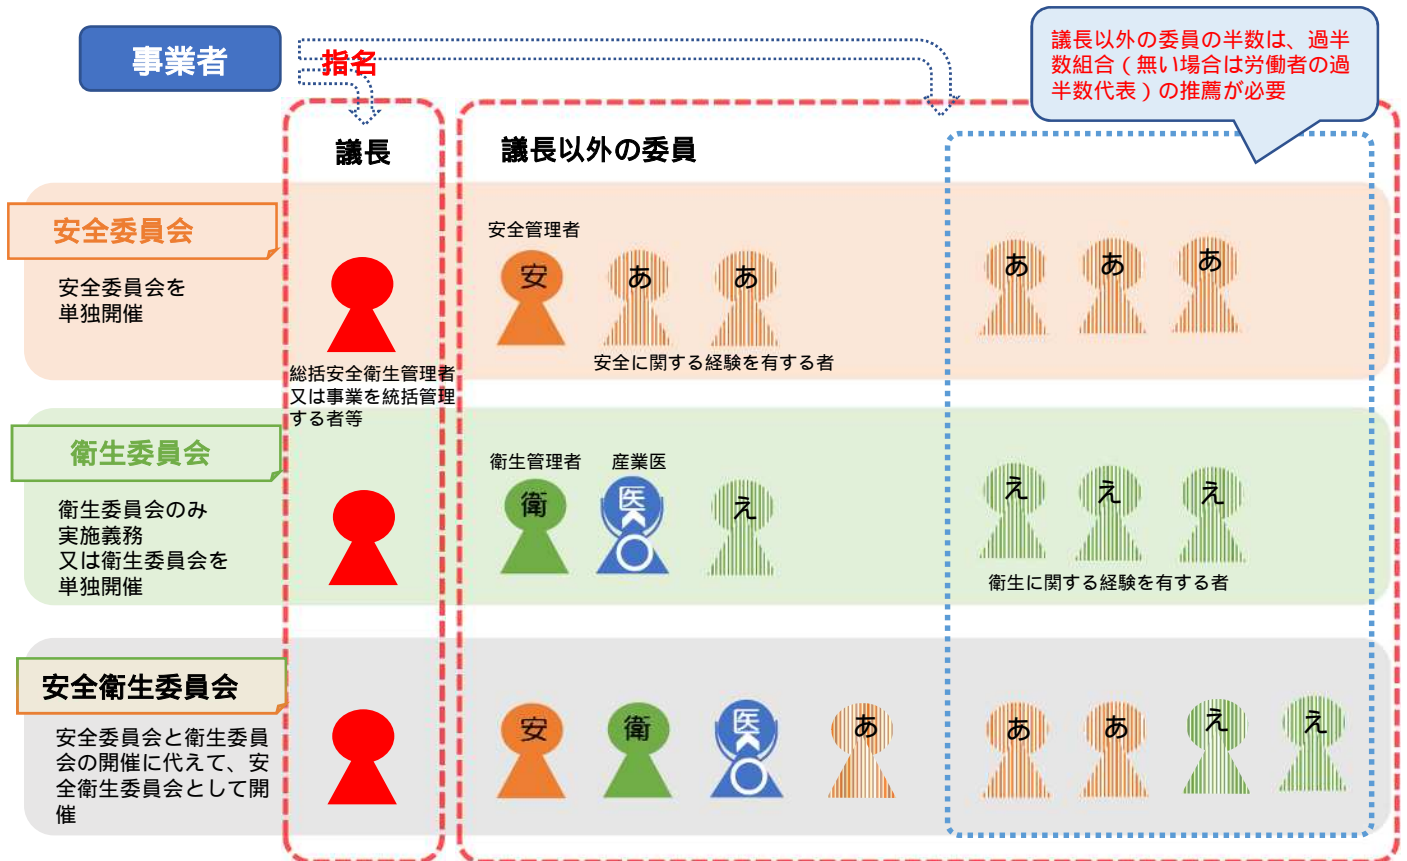 事業者
指名
議長以外の委員の半数は、過半
数組合（無い場合は労働者の過
半数代表）の推薦が必要
議長
議長以外の委員
安全委員会
安全委員会を
単独開催
安全管理者
安
あ
あ
あ
あ
あ
安全に関する経験を有する者
総括安全衛生管理者
又は事業を統括管理
する者等
衛生委員会
衛生委員会のみ
実施義務
又は衛生委員会を
単独開催
衛生管理者
産業医
衛
医
え
え
え
え
衛生に関する経験を有する者
安全衛生委員会
安全委員会と衛生委員
会の開催に代えて、安
全衛生委員会として開
催
安
衛
医
あ
あ
あ
え
え